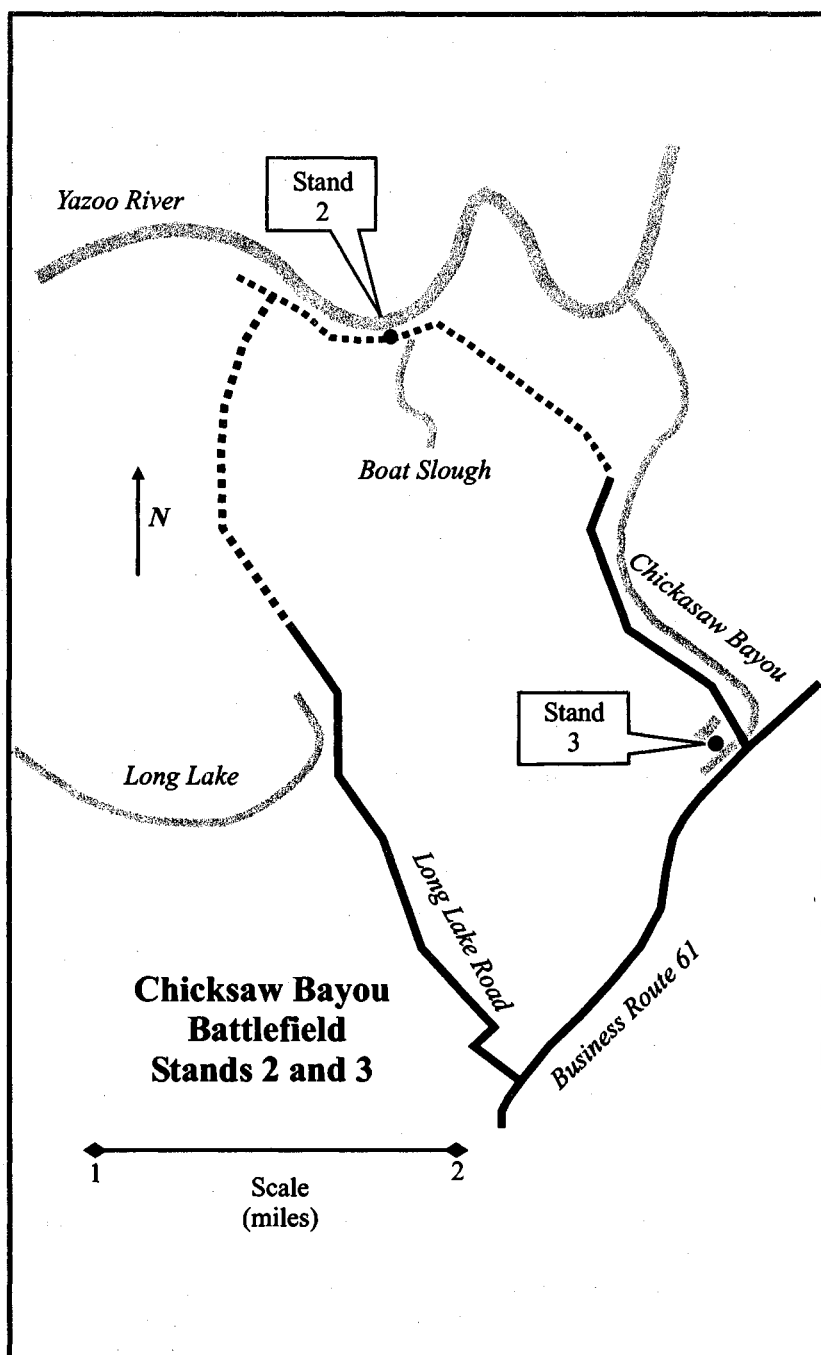 Stand
2
Yazoo River
Boat Slough
N
Chickasaw Bayou
Stand
3
Long Lake
Long Lake Road
Business Route 61
Chicksaw Bayou
Battlefield
Stands 2 and 3
1
2
Scale
(miles)